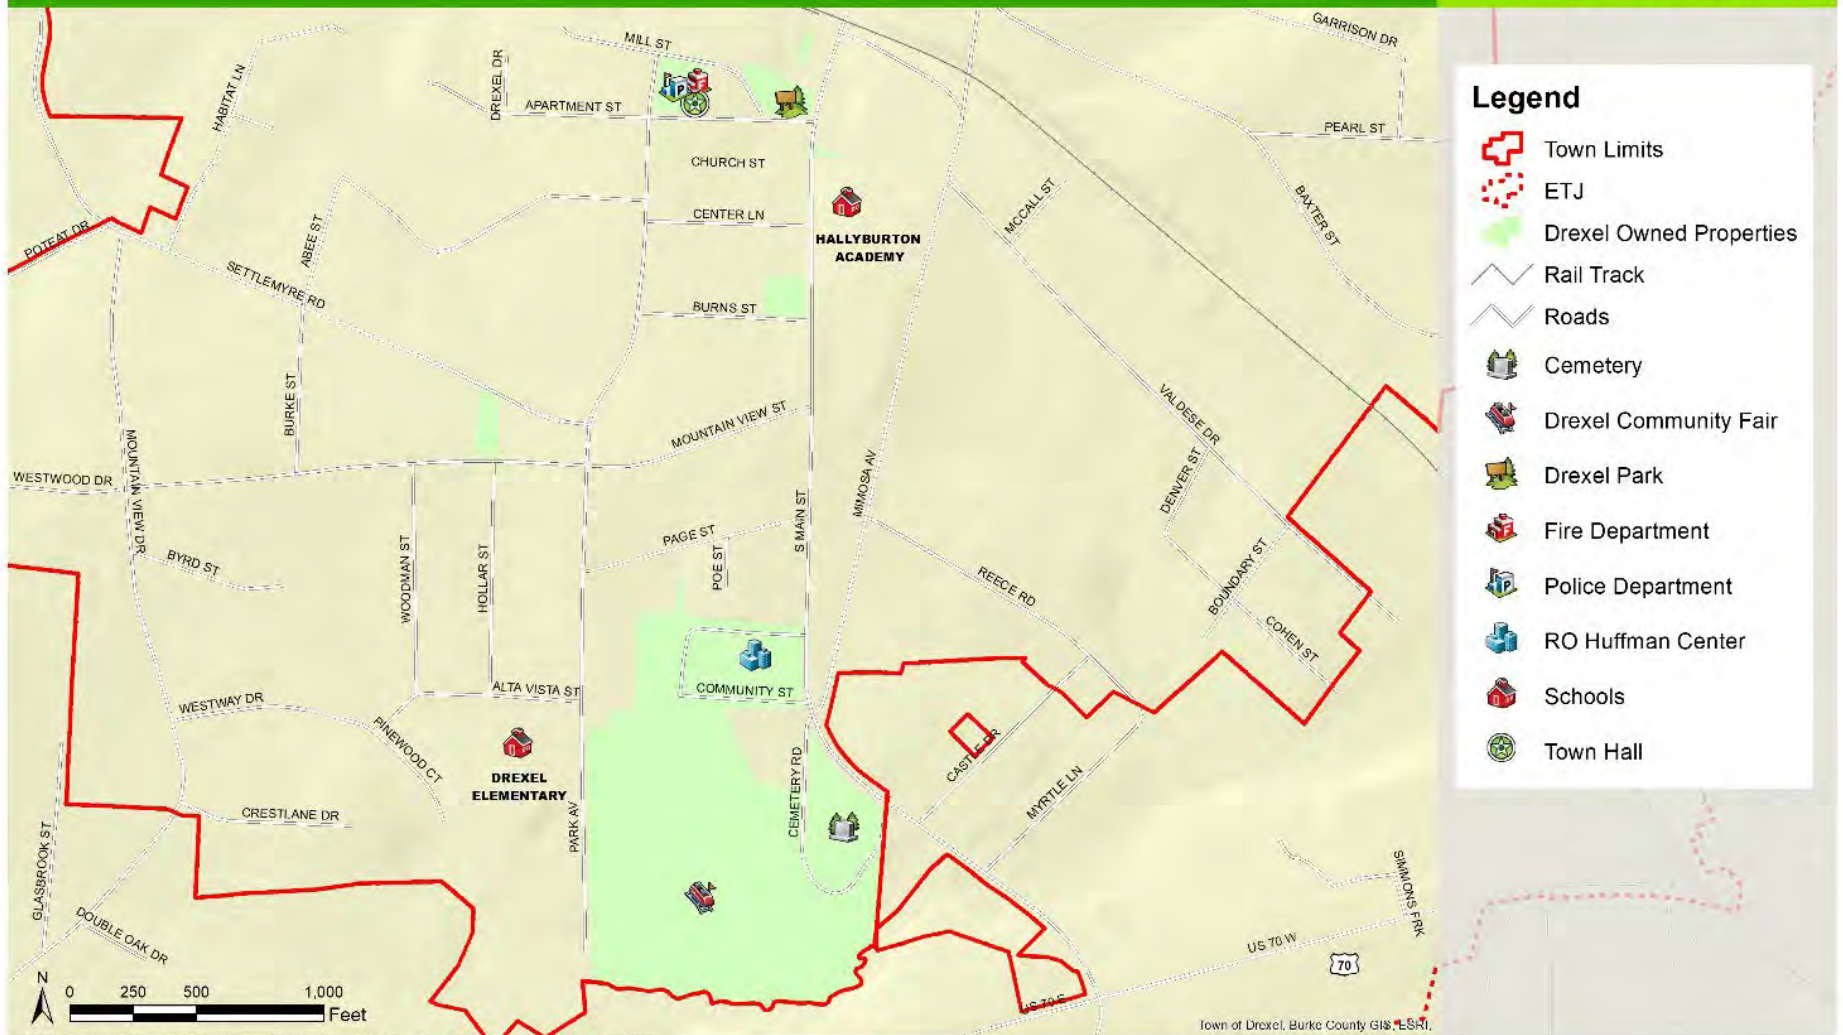 GARRISON DR
MILL ST
DREXEL DR
HABITAT LN
APARTMENT ST
PEARL ST
CHURCH ST
MCCALL ST
BAXTER ST
CENTER LN
HALLYBURTON
ACADEMY
POTEAT DR
ABEE ST
SETTLEMYRE RD
BURNS ST
BURKE ST
MOUNTAIN VIEW ST
VALDESE DR
MOUNTAIN VIEW DR
WESTWOOD DR
MIMOSA AV
DENVER ST
S MAIN ST
PAGE ST
POE ST
BYRD ST
WOODMAN ST
HOLLAR ST
REECE RD
BOUNDARY ST
COHEN ST
COMMUNITY ST
ALTA VISTA ST
WESTWAY DR
PINEWOOD CT
DREXEL
ELEMENTARY
CEMETERY RD
CASTLE DR
MYRTLE LN
CRESTLANE DR
PARK AV
GLASBROOK ST
DOUBLE OAK DR
SIMMONS FRK
US 70 W
70
US 70 E
N
0 250 500 1,000
Feet
Town of Drexel, Burke County GIS, ESRI,
Legend
Town Limits
ETJ
Drexel Owned Properties
Rail Track
Roads
Cemetery
Drexel Community Fair
Drexel Park
Fire Department
Police Department
RO Huffman Center
Schools
Town Hall